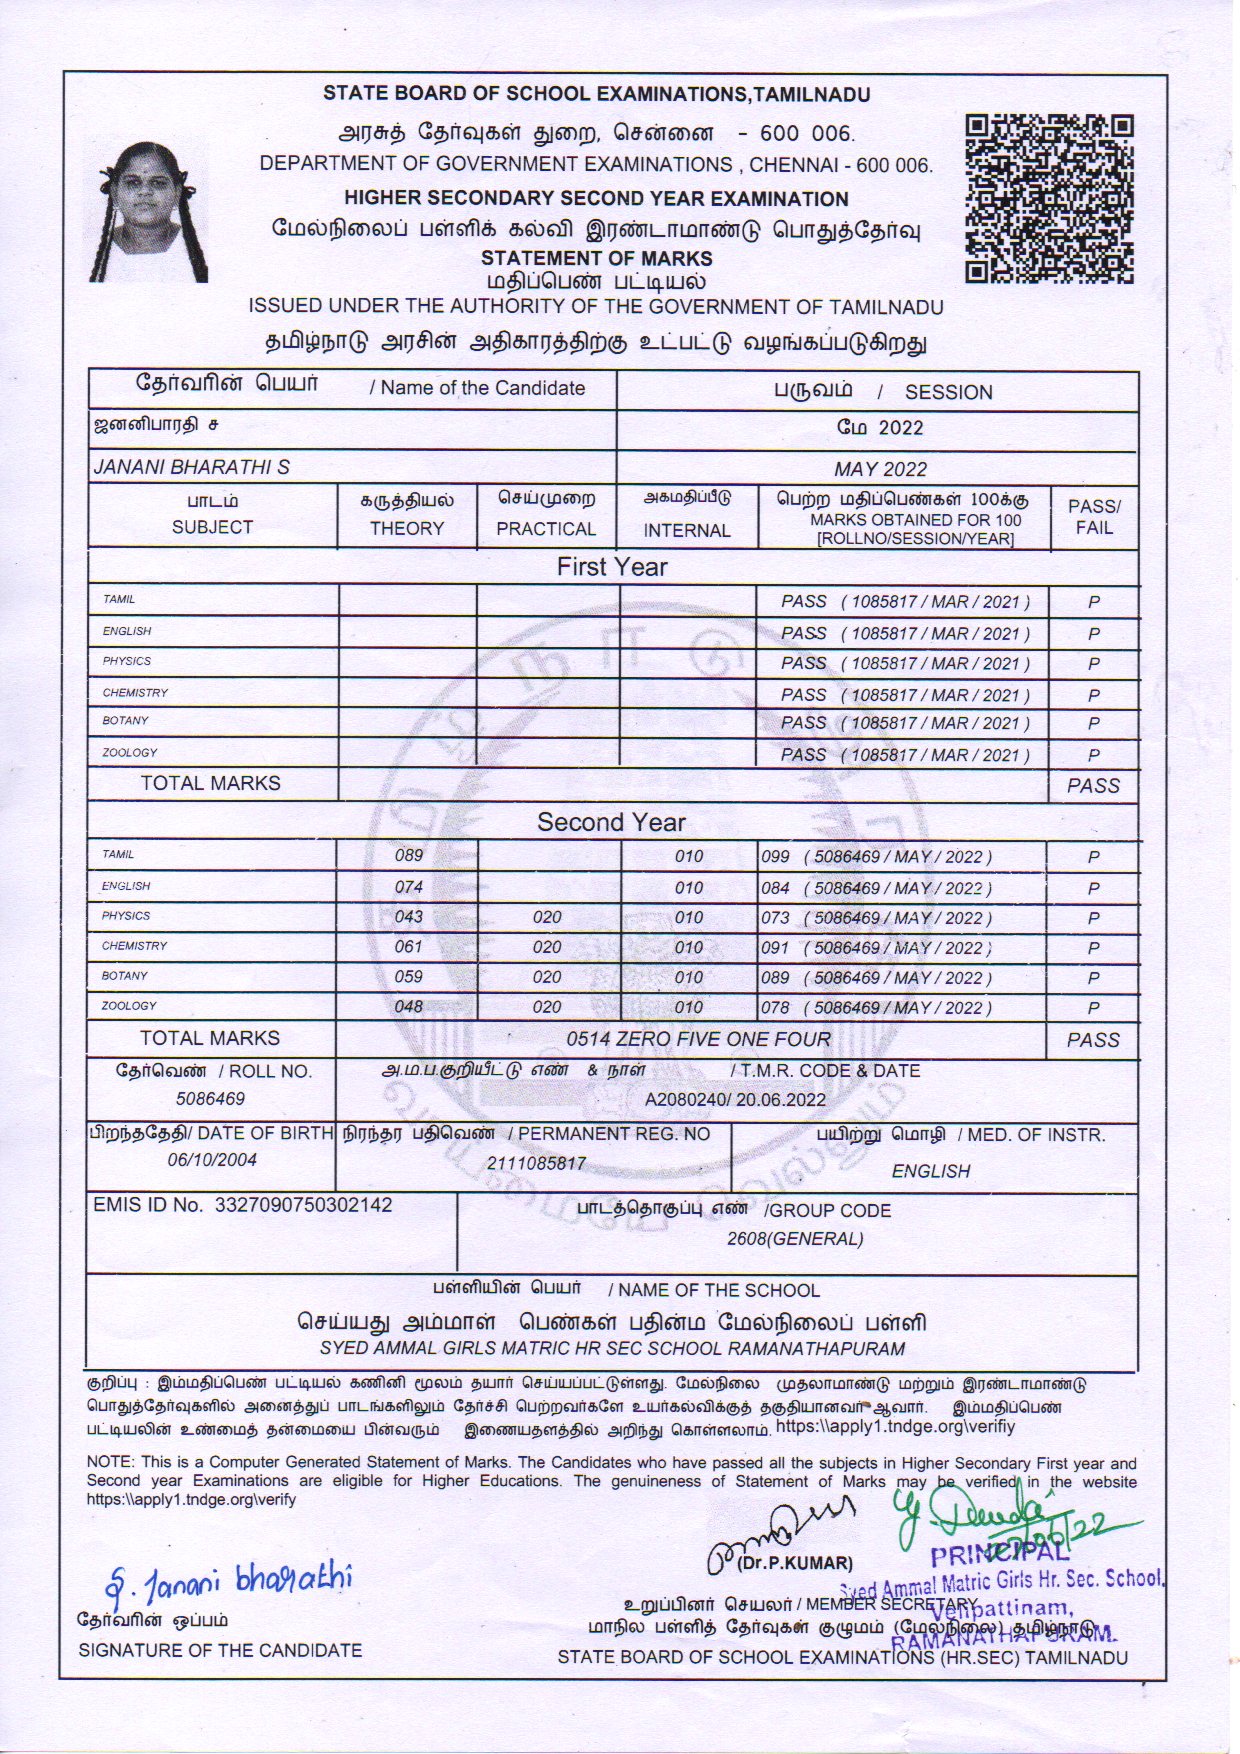 STATE BOARD OF SCHOOL EXAMINATIONS,TAMILNADU
அரசுத் தேர்வுகள் துறை, சென்னை - 600 006.
DEPARTMENT OF GOVERNMENT EXAMINATIONS , CHENNAI - 600 006.
HIGHER SECONDARY SECOND YEAR EXAMINATION
மேல்நிலைப் பள்ளிக் கல்வி இரண்டாமாண்டு பொதுத்தேர்வு
STATEMENT OF MARKS
மதிப்பெண் பட்டியல்
ISSUED UNDER THE AUTHORITY OF THE GOVERNMENT OF TAMILNADU
தமிழ்நாடு அரசின் அதிகாரத்திற்கு உட்பட்டு வழங்கப்படுகிறது
தேர்வரின் பெயர் / Name of the Candidate பருவம் / SESSION
ஜனனிபாரதி ச மே 2022
JANANI BHARATHI S MAY 2022
பாடம் கருத்தியல் செய்முறை அகமதிப்பீடு பெற்ற மதிப்பெண்கள் 100க்கு PASS/
SUBJECT THEORY PRACTICAL INTERNAL MARKS OBTAINED FOR 100 FAIL
[ROLLNO/SESSION/YEAR]
First Year
TAMIL PASS ( 1085817 / MAR / 2021 ) P
ENGLISH PASS ( 1085817 / MAR / 2021 ) P
PHYSICS PASS ( 1085817 / MAR / 2021 ) P
CHEMISTRY PASS ( 1085817 / MAR / 2021 ) P
BOTANY PASS ( 1085817 / MAR / 2021 ) P
ZOOLOGY PASS ( 1085817 / MAR / 2021 ) P
TOTAL MARKS PASS
Second Year
TAMIL 089 010 099 ( 5086469 / MAY / 2022 ) P
ENGLISH 074 010 084 ( 5086469 / MAY / 2022 ) P
PHYSICS 043 020 010 073 ( 5086469 / MAY / 2022 ) P
CHEMISTRY 061 020 010 091 ( 5086469 / MAY / 2022 ) P
BOTANY 059 020 010 089 ( 5086469 / MAY / 2022 ) P
ZOOLOGY 048 020 010 078 ( 5086469 / MAY / 2022 ) P
TOTAL MARKS 0514 ZERO FIVE ONE FOUR PASS
தேர்வெண் / ROLL NO. அ.ம.ப.குறியீட்டு எண் & நாள் / T.M.R. CODE & DATE
5086469 A2080240/ 20.06.2022
பிறந்ததேதி/ DATE OF BIRTH நிரந்தர பதிவெண் / PERMANENT REG. NO பயிற்று மொழி / MED. OF INSTR.
06/10/2004 2111085817 ENGLISH
EMIS ID No. 3327090750302142 பாடத்தொகுப்பு எண் /GROUP CODE
2608(GENERAL)
பள்ளியின் பெயர் / NAME OF THE SCHOOL
செய்யது அம்மாள் பெண்கள் பதின்ம மேல்நிலைப் பள்ளி
SYED AMMAL GIRLS MATRIC HR SEC SCHOOL RAMANATHAPURAM
குறிப்பு : இம்மதிப்பெண் பட்டியல் கணினி மூலம் தயார் செய்யப்பட்டுள்ளது. மேல்நிலை முதலாமாண்டு மற்றும் இரண்டாமாண்டு
பொதுத்தேர்வுகளில் அனைத்துப் பாடங்களிலும் தேர்ச்சி பெற்றவர்களே உயர்கல்விக்குத் தகுதியானவர் ஆவார். இம்மதிப்பெண்
பட்டியலின் உண்மைத் தன்மையை பின்வரும் இணையதளத்தில் அறிந்து கொள்ளலாம். https:\\apply1.tndge.org\verifiy
NOTE: This is a Computer Generated Statement of Marks. The Candidates who have passed all the subjects in Higher Secondary First year and
Second year Examinations are eligible for Higher Educations. The genuineness of Statement of Marks may be verified in the website
https:\\apply1.tndge.org\verify
(Dr.P.KUMAR)
PRINCIPAL
Syed Ammal Matric Girls Hr. Sec. School,
Velipattinam,
RAMANATHAPURAM.
S. Janani bharathi
தேர்வரின் ஒப்பம்
SIGNATURE OF THE CANDIDATE
உறுப்பினர் செயலர் / MEMBER SECRETARY
மாநில பள்ளித் தேர்வுகள் குழுமம் (மேல்நிலை) தமிழ்நாடு
STATE BOARD OF SCHOOL EXAMINATIONS (HR.SEC) TAMILNADU